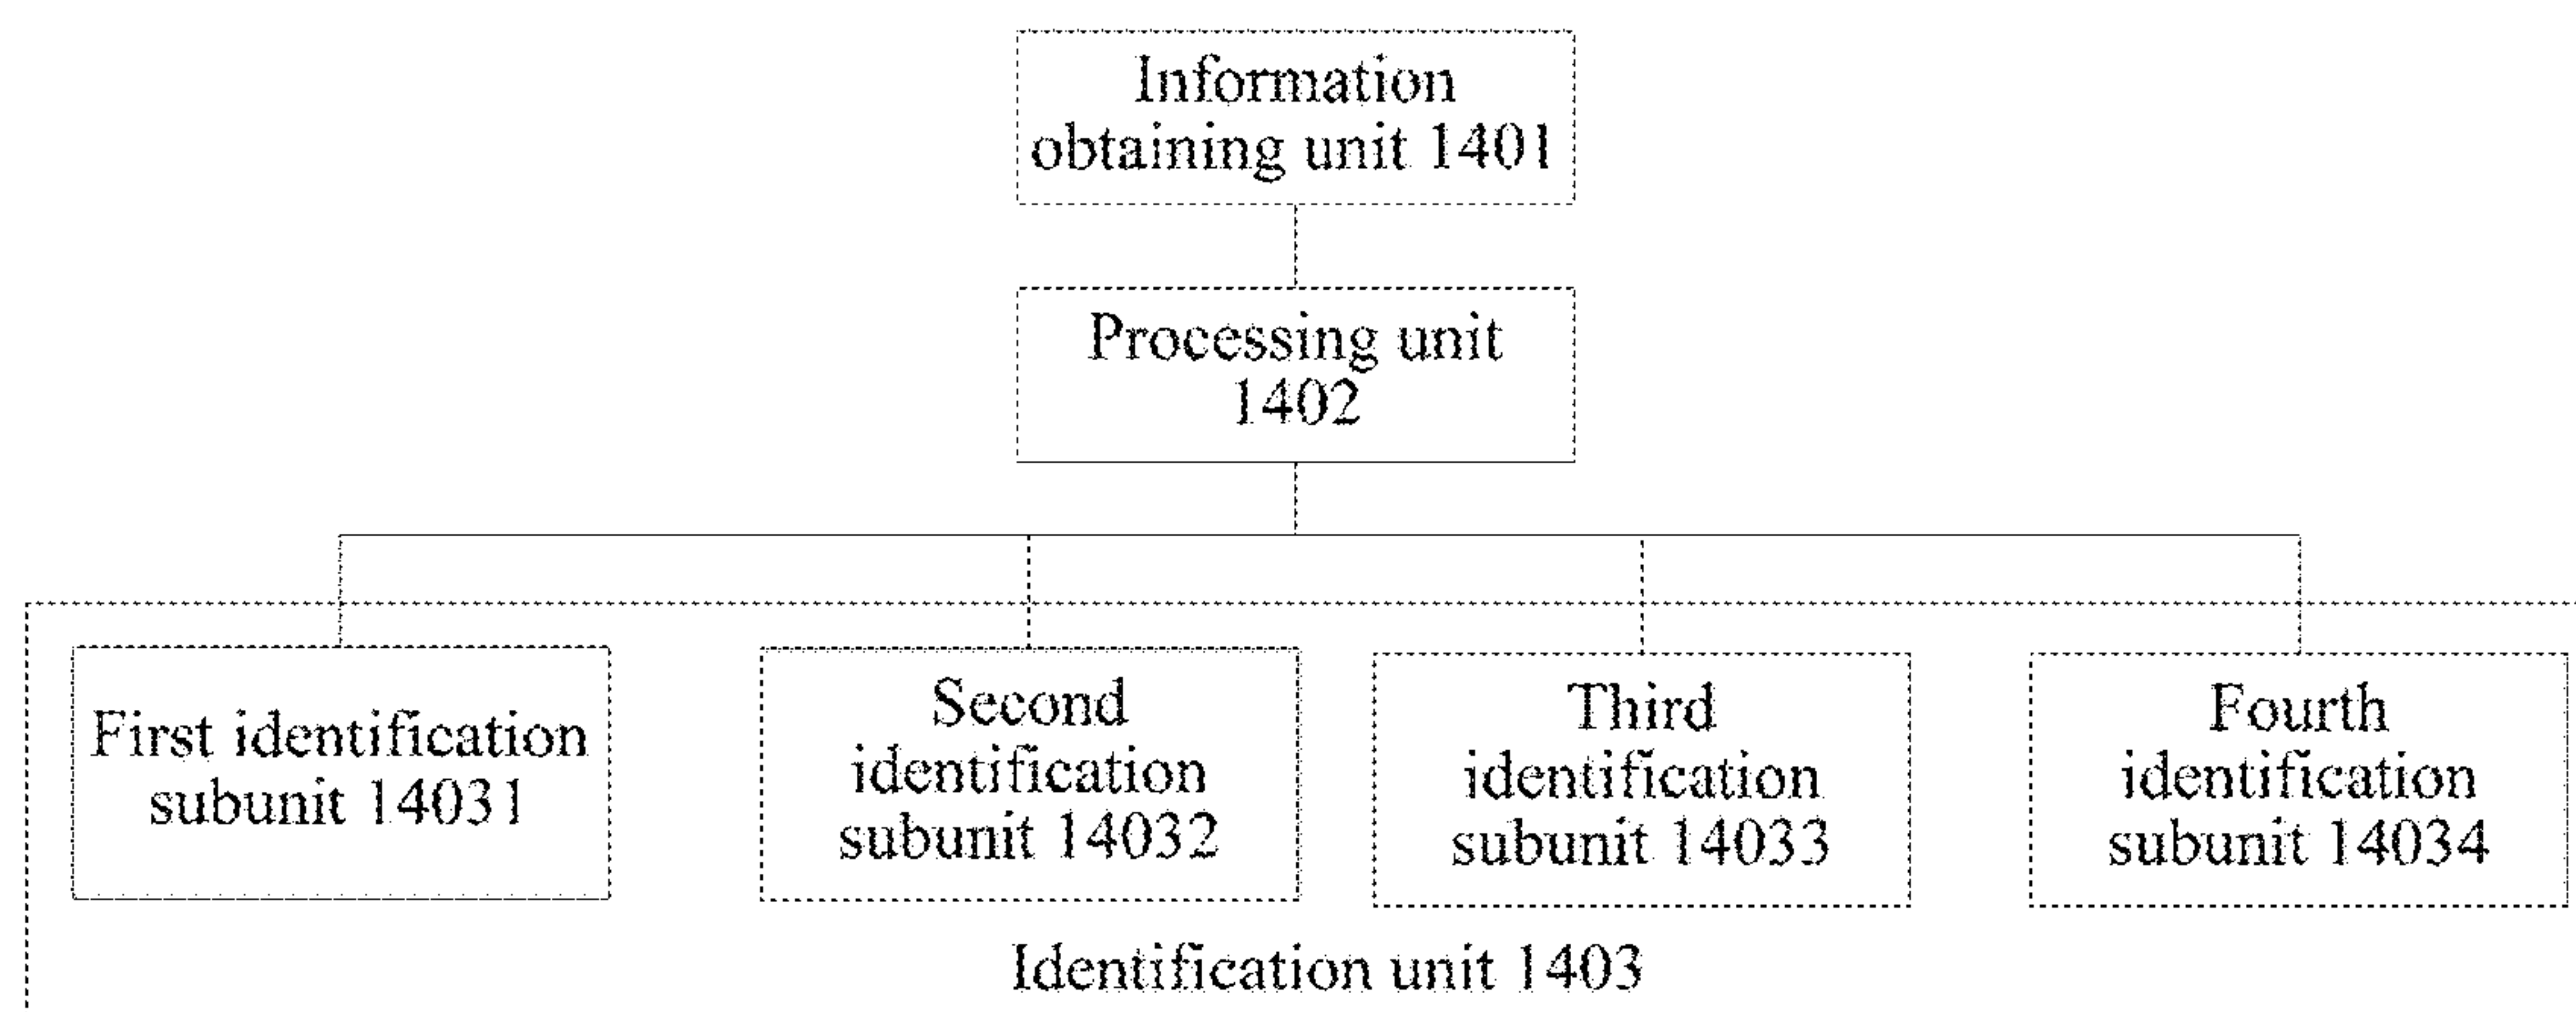 Information
obtaining unit 1401
Processing unit
1402
First identification
subunit 14031
Second
identification
subunit 14032
Third
identification
subunit 14033
Fourth
identification
subunit 14034
Identification unit 1403